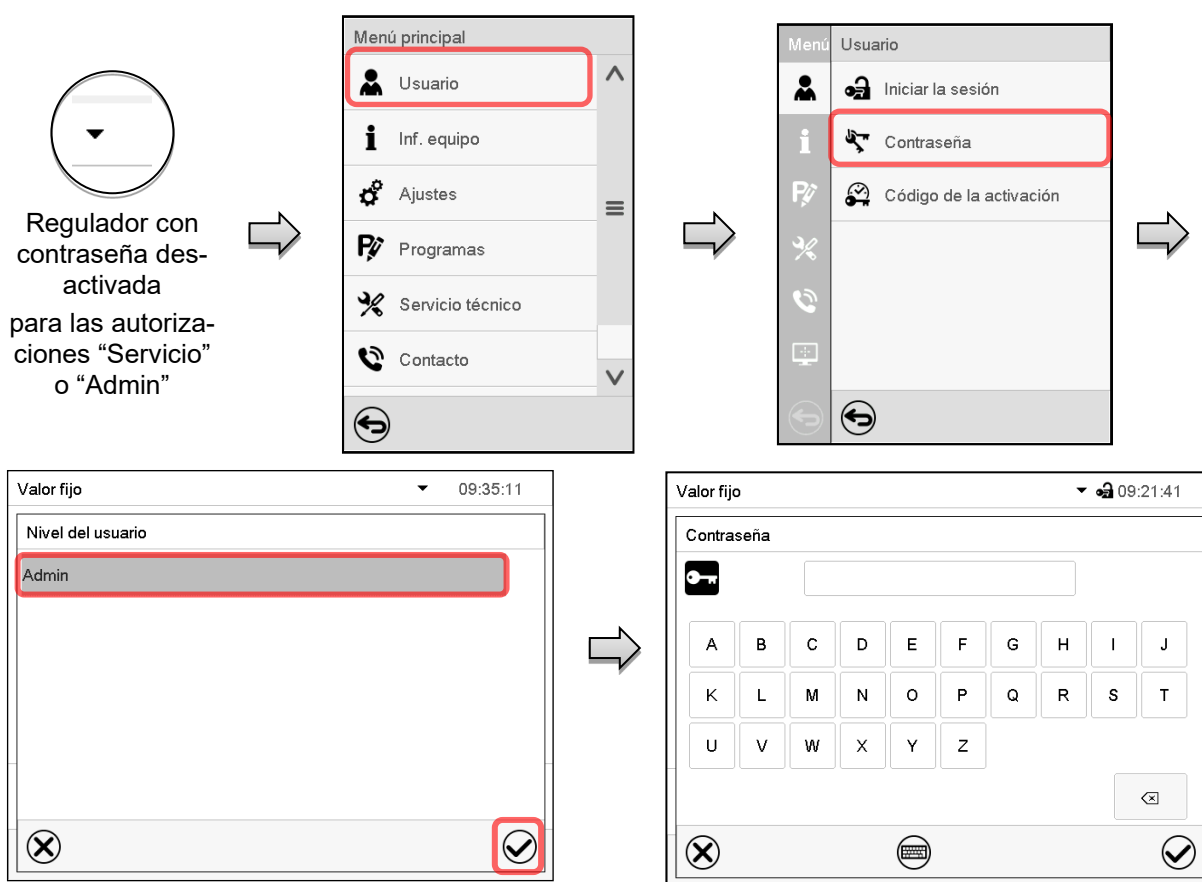 Regulador con
contraseña des-
activada
para las autoriza-
ciones “Servicio”
o “Admin”
Menú principal
Usuario
Inf. equipo
Ajustes
Programas
Servicio técnico
Contacto
Menú Usuario
Iniciar la sesión
Contraseña
Código de la activación
Valor fijo 09:35:11
Nivel del usuario
Admin
Valor fijo 09:21:41
Contraseña
A B C D E F G H I J
K L M N O P Q R S T
U V W X Y Z